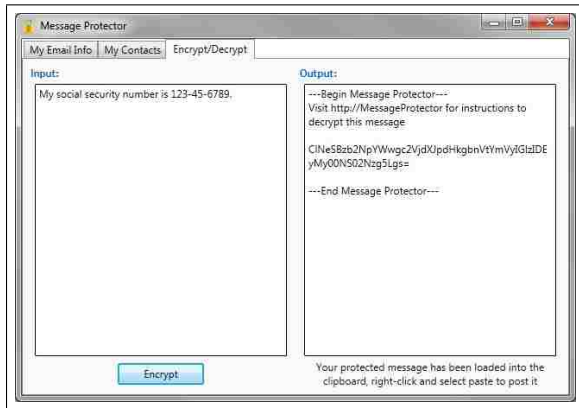 Message Protector
My Email Info My Contacts Encrypt/Decrypt
Input:
My social security number is 123-45-6789.
Output:
---Begin Message Protector---
Visit http://MessageProtector for instructions to
decrypt this message
CINeSBzb2NpYWwgc2VjdXJpdHkgbnVtYmVyIGlzIDE
yMy00NS02Nzg5Lgs=
---End Message Protector---
Encrypt
Your protected message has been loaded into the
clipboard, right-click and select paste to post it